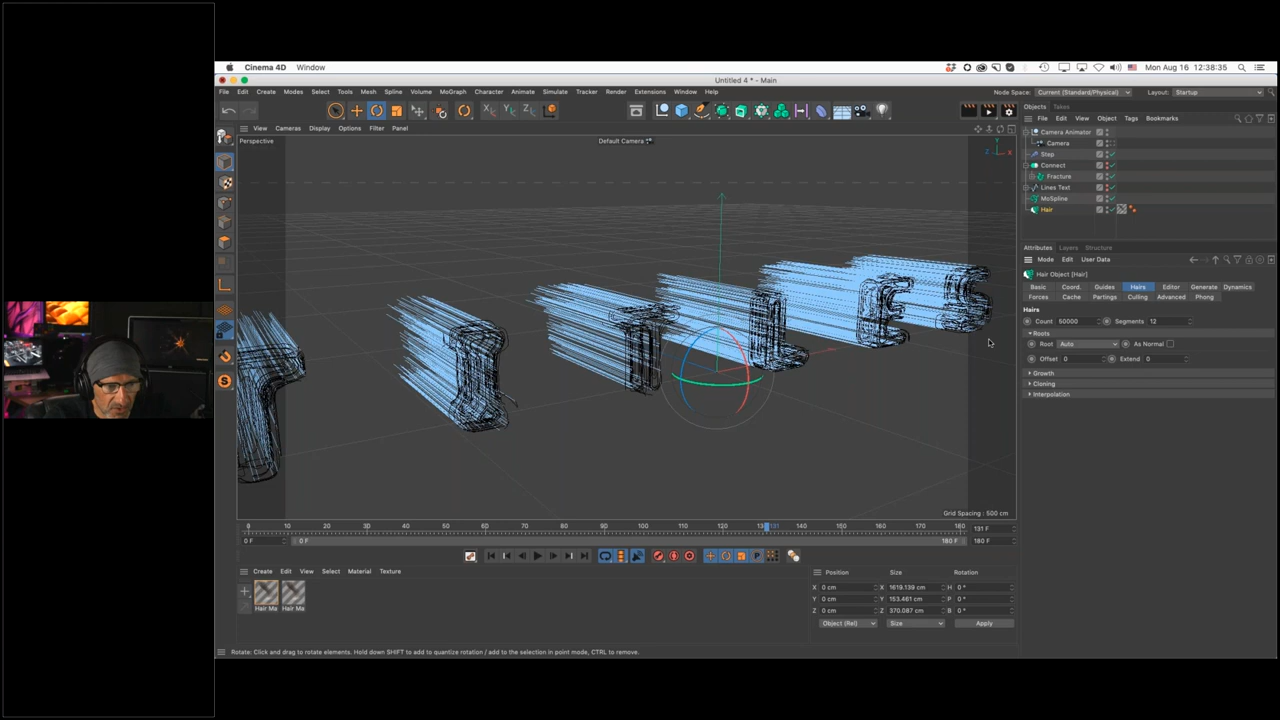 Cinema 4D Window
Mon Aug 16 12:38:35
Untitled 4 * - Main
File Edit Create Modes Select Tools Mesh Spline Volume MoGraph Character Animate Simulate Tracker Render Extensions Window Help
Node Space: Current (Standard/Physical) Layout: Startup
X Y Z
Objects Takes
View Cameras Display Options Filter Panel
File Edit View Object Tags Bookmarks
Perspective
Default Camera
Camera Animator
Camera
Step
Connect
Fracture
Lines Text
MoSpline
Hair
Attributes Layers Structure
Mode Edit User Data
Hair Object [Hair]
Basic Coord. Guides Hairs Editor Generate Dynamics
Forces Cache Partings Culling Advanced Phong
Hairs
Count 50000 Segments 12
Roots
Root Auto As Normal
Offset 0 Extend 0
Growth
Cloning
Interpolation
Grid Spacing : 500 cm
0 10 20 30 40 50 60 70 80 90 100 110 120 131 140 150 160 170 180
131 F
0 F 0 F 180 F 180 F
Create Edit View Select Material Texture
Hair Ma Hair Ma
Position Size Rotation
X 0 cm X 1619.139 cm H 0 °
Y 0 cm Y 153.461 cm P 0 °
Z 0 cm Z 370.087 cm B 0 °
Object (Rel) Size Apply
Rotate: Click and drag to rotate elements. Hold down SHIFT to add to quantize rotation / add to the selection in point mode, CTRL to remove.